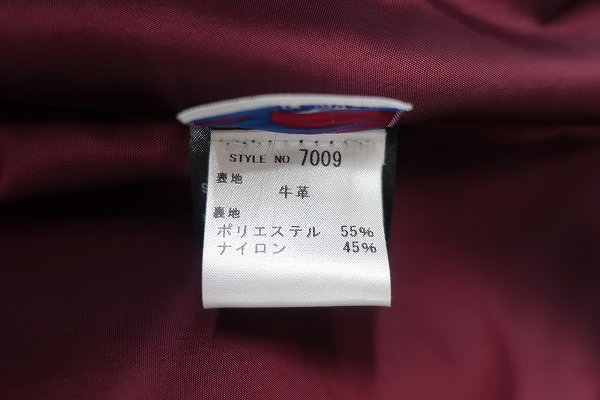 STYLE NO 7009
表地
牛革
裏地
ポリエステル 55%
ナイロン 45%